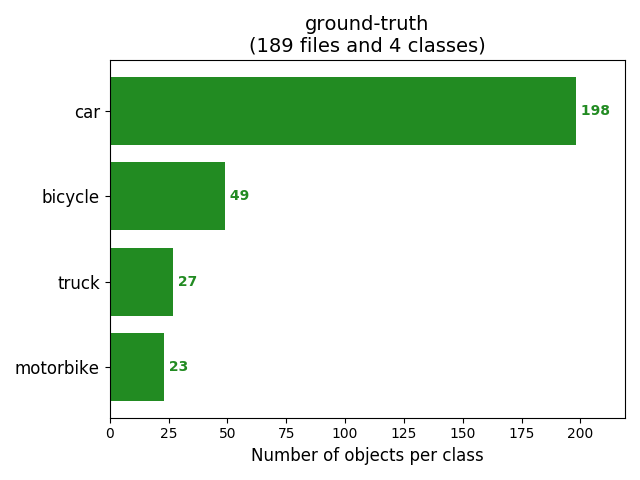 ground-truth
(189 files and 4 classes)
car
198
bicycle
49
truck
27
motorbike
23
0 25 50 75 100 125 150 175 200
Number of objects per class